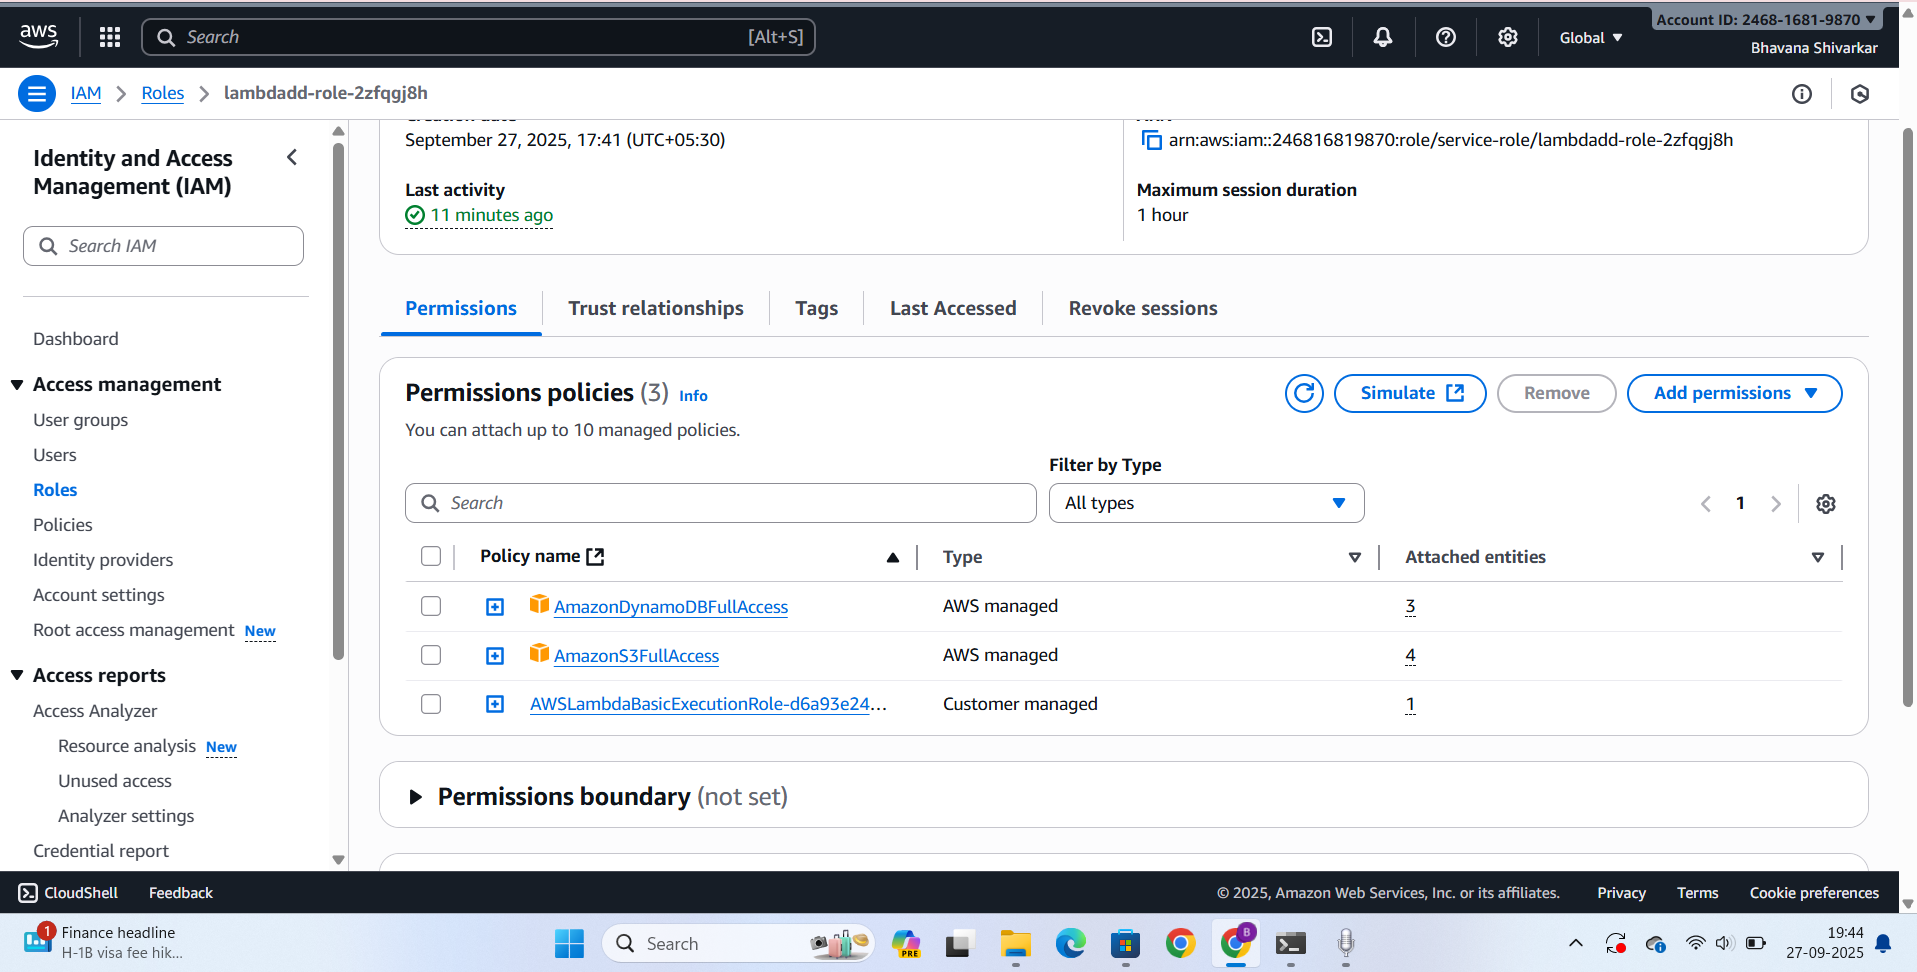 aws
Search [Alt+S]
Global
Account ID: 2468-1681-9870
Bhavana Shivarkar
IAM > Roles > lambdadd-role-2zfqgj8h
Identity and Access
Management (IAM)
Search IAM
Dashboard
Access management
User groups
Users
Roles
Policies
Identity providers
Account settings
Root access management New
Access reports
Access Analyzer
Resource analysis New
Unused access
Analyzer settings
Credential report
September 27, 2025, 17:41 (UTC+05:30)
Last activity
11 minutes ago
arn:aws:iam::246816819870:role/service-role/lambdadd-role-2zfqgj8h
Maximum session duration
1 hour
Permissions
Trust relationships
Tags
Last Accessed
Revoke sessions
Permissions policies (3) Info
You can attach up to 10 managed policies.
Simulate
Remove
Add permissions
Filter by Type
Search
All types
1
Policy name Type Attached entities
AmazonDynamoDBFullAccess AWS managed 3
AmazonS3FullAccess AWS managed 4
AWSLambdaBasicExecutionRole-d6a93e24... Customer managed 1
Permissions boundary (not set)
CloudShell Feedback
© 2025, Amazon Web Services, Inc. or its affiliates. Privacy Terms Cookie preferences
1
Finance headline
H-1B visa fee hik...
Search
PRE
B
19:44
27-09-2025